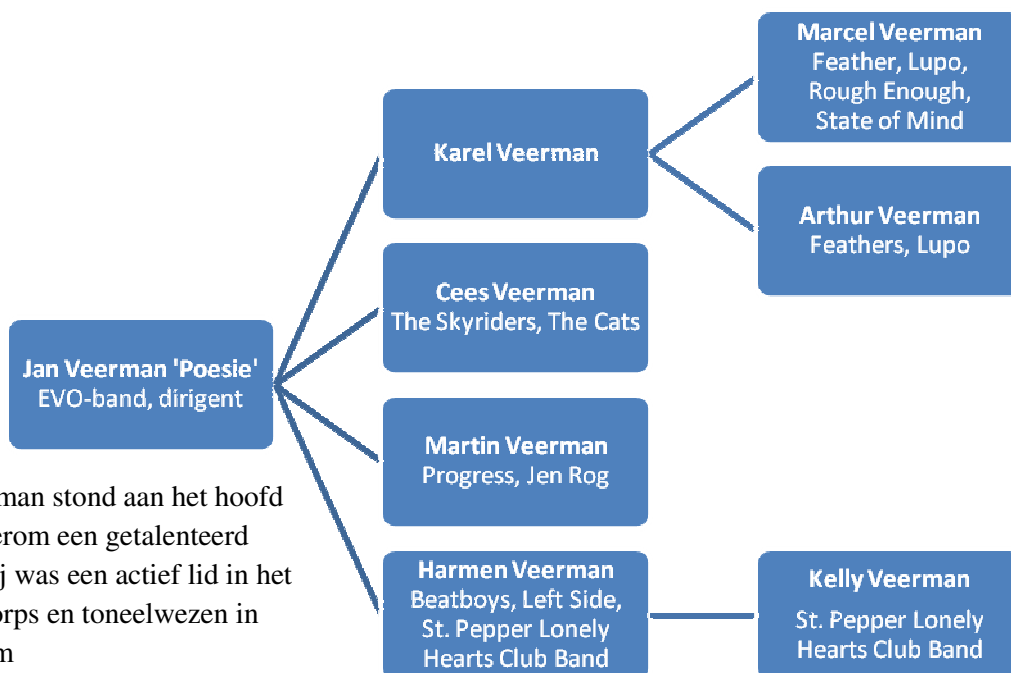 Marcel Veerman
Feather, Lupo,
Rough Enough,
State of Mind
Karel Veerman
Arthur Veerman
Feathers, Lupo
Cees Veerman
The Skyriders, The Cats
Jan Veerman 'Poesie'
EVO-band, dirigent
Martin Veerman
Progress, Jen Rog
man stond aan het hoofd
erom een getalenteerd
j was een actief lid in het
orps en toneelwezen in
m
Harmen Veerman
Beatboys, Left Side,
St. Pepper Lonely
Hearts Club Band
Kelly Veerman
St. Pepper Lonely
Hearts Club Band